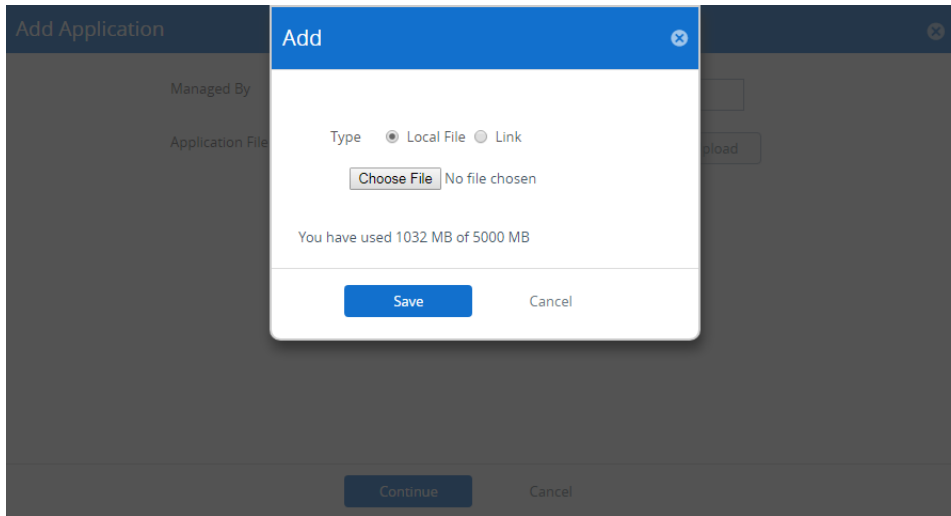 Add Application
Add
Managed By
Type Local File Link
Application File
pload
Choose File No file chosen
You have used 1032 MB of 5000 MB
Save Cancel
Continue Cancel